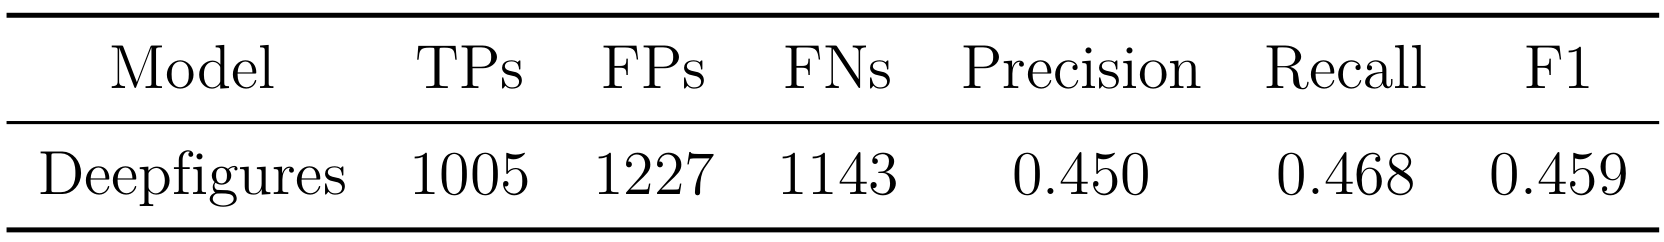 Model TPs FPs FNs Precision Recall F1
Deepfigures 1005 1227 1143 0.450 0.468 0.459